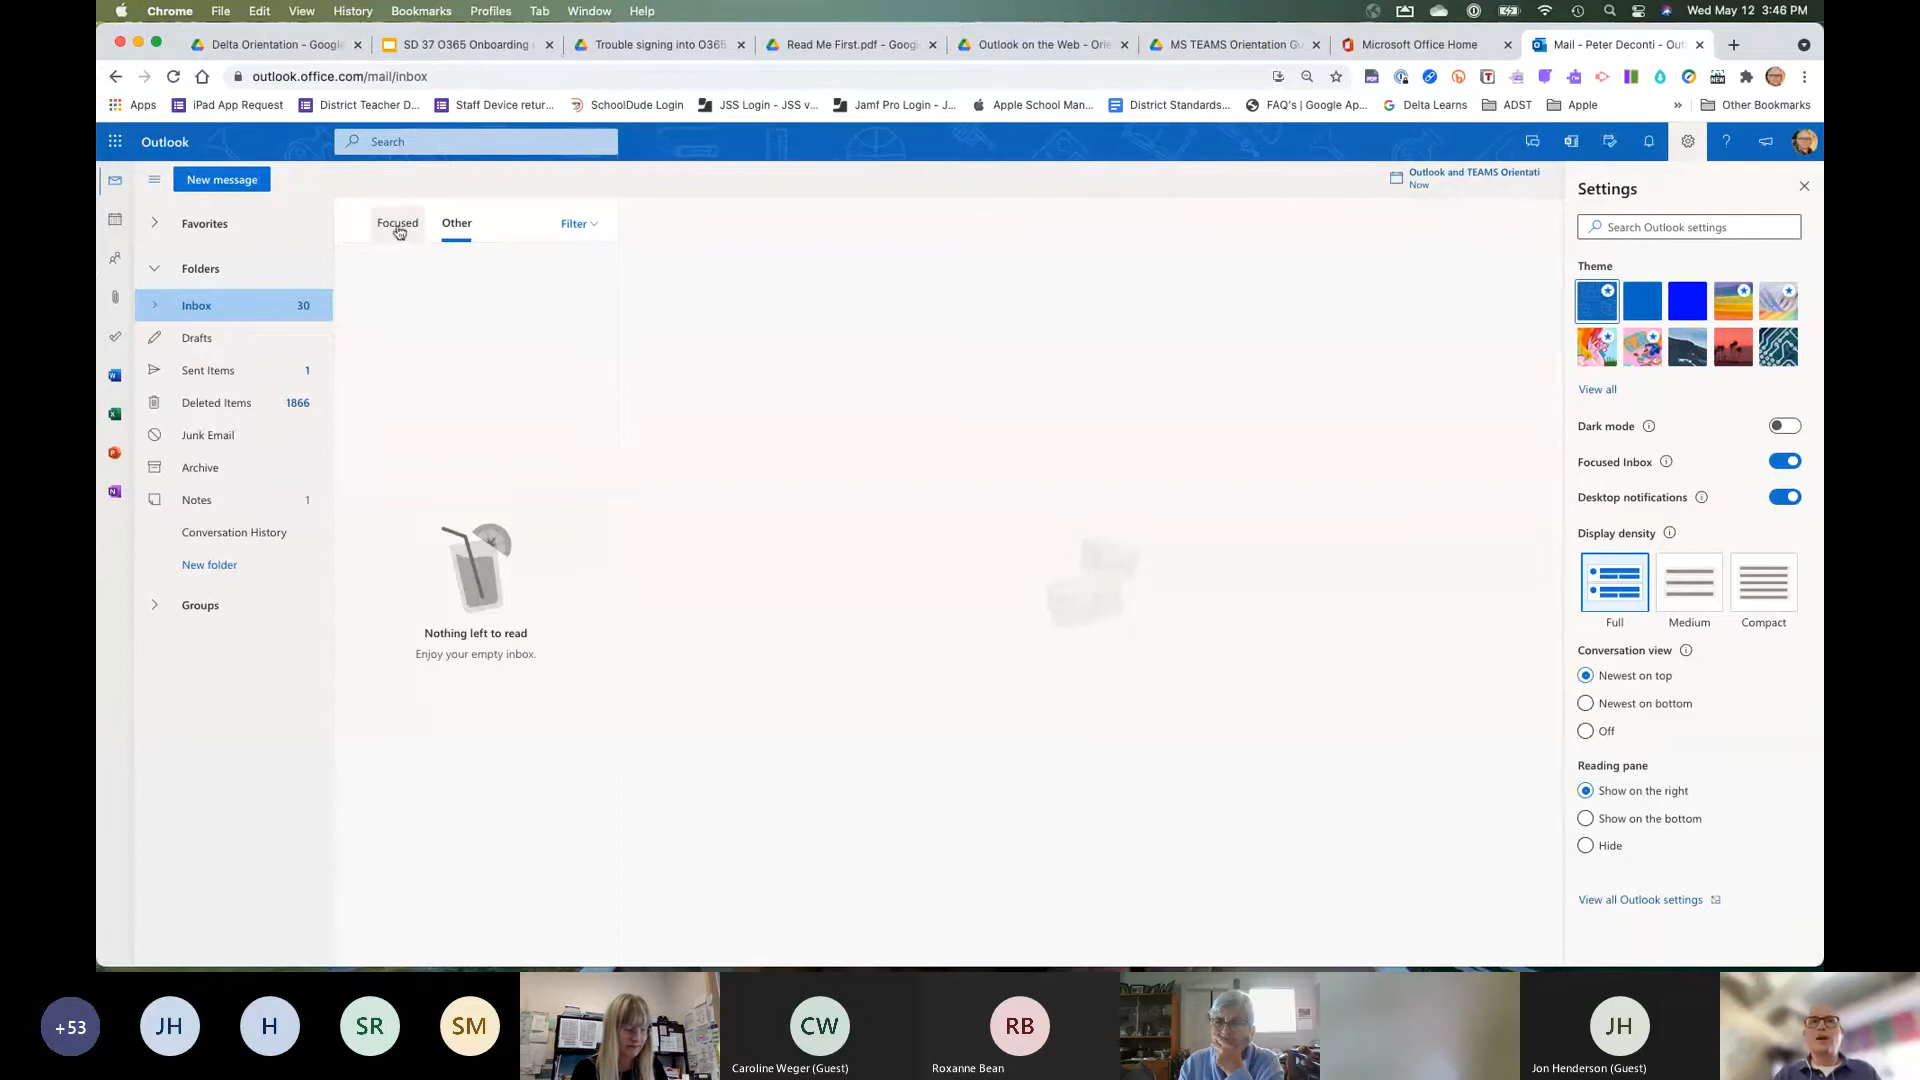 Chrome File Edit View History Bookmarks Profiles Tab Window Help Wed May 12 3:46 PM
Delta Orientation - Google SD 37 O365 Onboarding Trouble signing into O365 Read Me First.pdf - Goog Outlook on the Web - Orie MS TEAMS Orientation Gu Microsoft Office Home Mail - Peter Deconti - Out
outlook.office.com/mail/inbox
Apps iPad App Request District Teacher D... Staff Device retur... SchoolDude Login JSS Login - JSS v... Jamf Pro Login - J... Apple School Man... District Standards... FAQ's | Google Ap... Delta Learns ADST Apple » Other Bookmarks
Outlook Search
New message
Outlook and TEAMS Orientati
Now
Favorites
Folders
Inbox 30
Drafts
Sent Items 1
Deleted Items 1866
Junk Email
Archive
Notes 1
Conversation History
New folder
Groups
Focused Other Filter
Nothing left to read
Enjoy your empty inbox.
Settings
Search Outlook settings
Theme
View all
Dark mode
Focused Inbox
Desktop notifications
Display density
Full Medium Compact
Conversation view
Newest on top
Newest on bottom
Off
Reading pane
Show on the right
Show on the bottom
Hide
View all Outlook settings
+53 JH H SR SM CW RB JH
Caroline Weger (Guest) Roxanne Bean Jon Henderson (Guest)